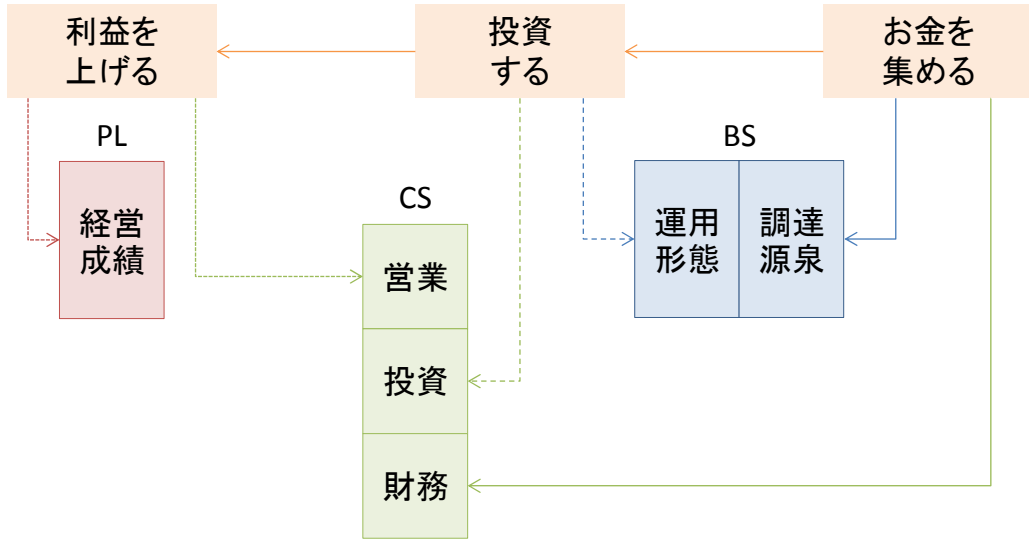 利益を
上げる
投資
する
お金を
集める
PL
BS
経営
成績
CS
運用
形態
調達
源泉
営業
投資
財務